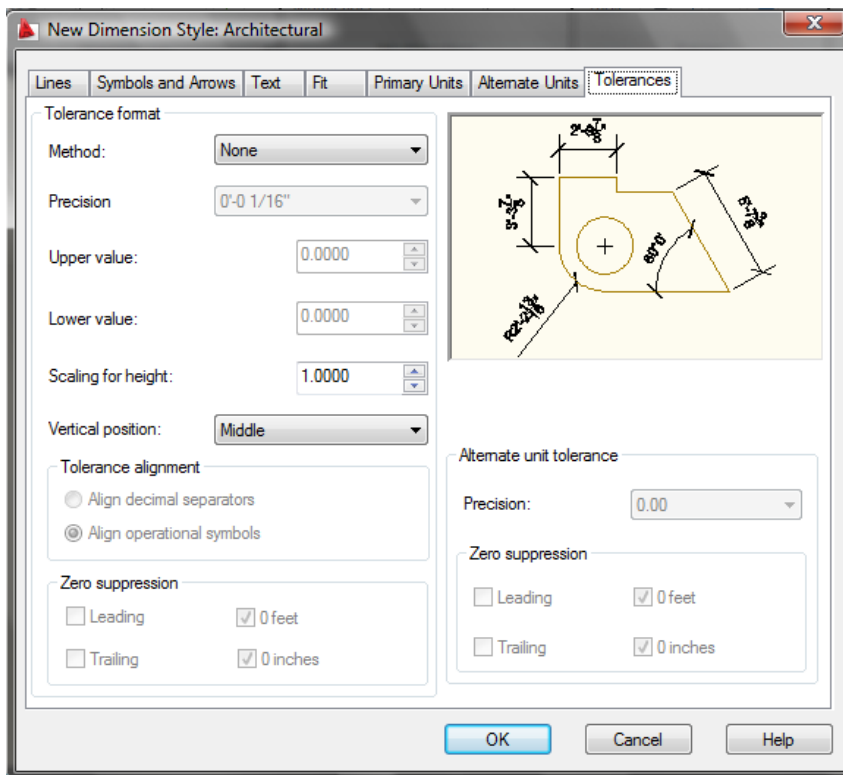 New Dimension Style: Architectural
Lines Symbols and Arrows Text Fit Primary Units Alternate Units Tolerances
Tolerance format
Method: None
Precision 0'-0 1/16"
Upper value: 0.0000
Lower value: 0.0000
Scaling for height: 1.0000
Vertical position: Middle
Tolerance alignment
Align decimal separators
Align operational symbols
Zero suppression
Leading 0 feet
Trailing 0 inches
60°0'
Alternate unit tolerance
Precision: 0.00
Zero suppression
Leading 0 feet
Trailing 0 inches
OK Cancel Help